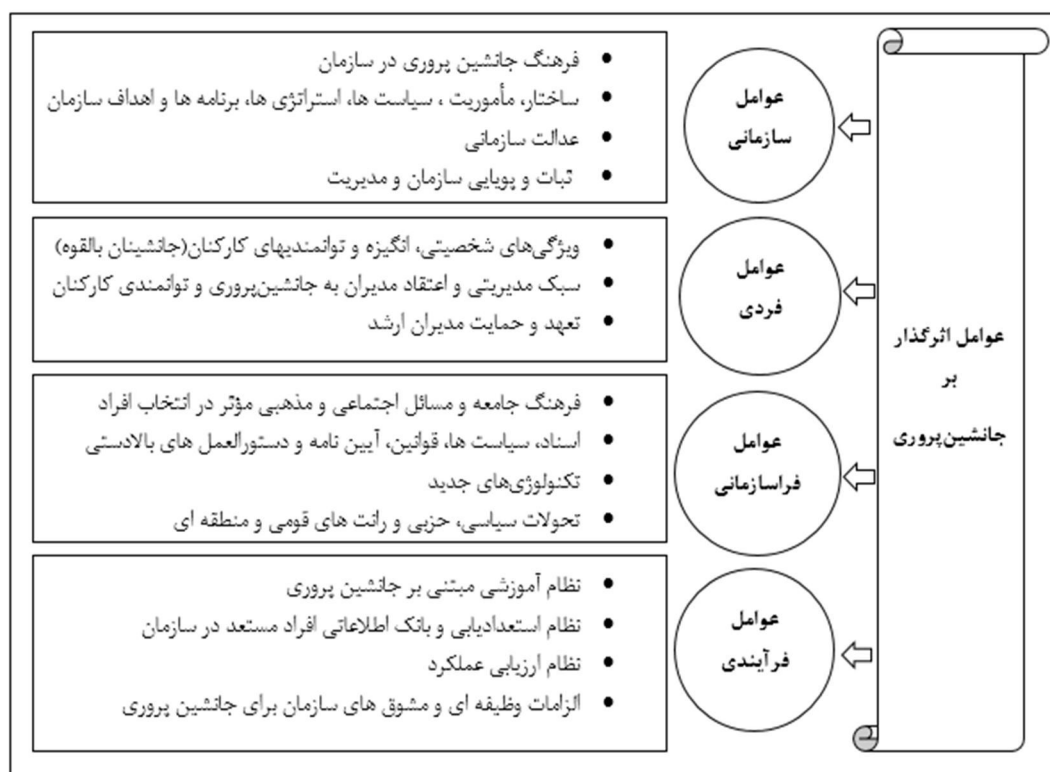 عوامل اثرگذار
بر
جانشین‌پروری
عوامل
سازمانی
• فرهنگ جانشین پروری در سازمان
• ساختار، مأموریت ، سیاست ها، استراتژی ها، برنامه ها و اهداف سازمان
• عدالت سازمانی
• ثبات و پویایی سازمان و مدیریت
عوامل
فردی
• ویژگی‌های شخصیتی، انگیزه و توانمندیهای کارکنان(جانشینان بالقوه)
• سبک مدیریتی و اعتقاد مدیران به جانشین‌پروری و توانمندی کارکنان
• تعهد و حمایت مدیران ارشد
عوامل
فراسازمانی
• فرهنگ جامعه و مسائل اجتماعی و مذهبی مؤثر در انتخاب افراد
• اسناد، سیاست ها، قوانین، آیین نامه و دستورالعمل های بالادستی
• تکنولوژی‌های جدید
• تحولات سیاسی، حزبی و رانت های قومی و منطقه ای
عوامل
فرآیندی
• نظام آموزشی مبتنی بر جانشین پروری
• نظام استعدادیابی و بانک اطلاعاتی افراد مستعد در سازمان
• نظام ارزیابی عملکرد
• الزامات وظیفه ای و مشوق های سازمان برای جانشین پروری